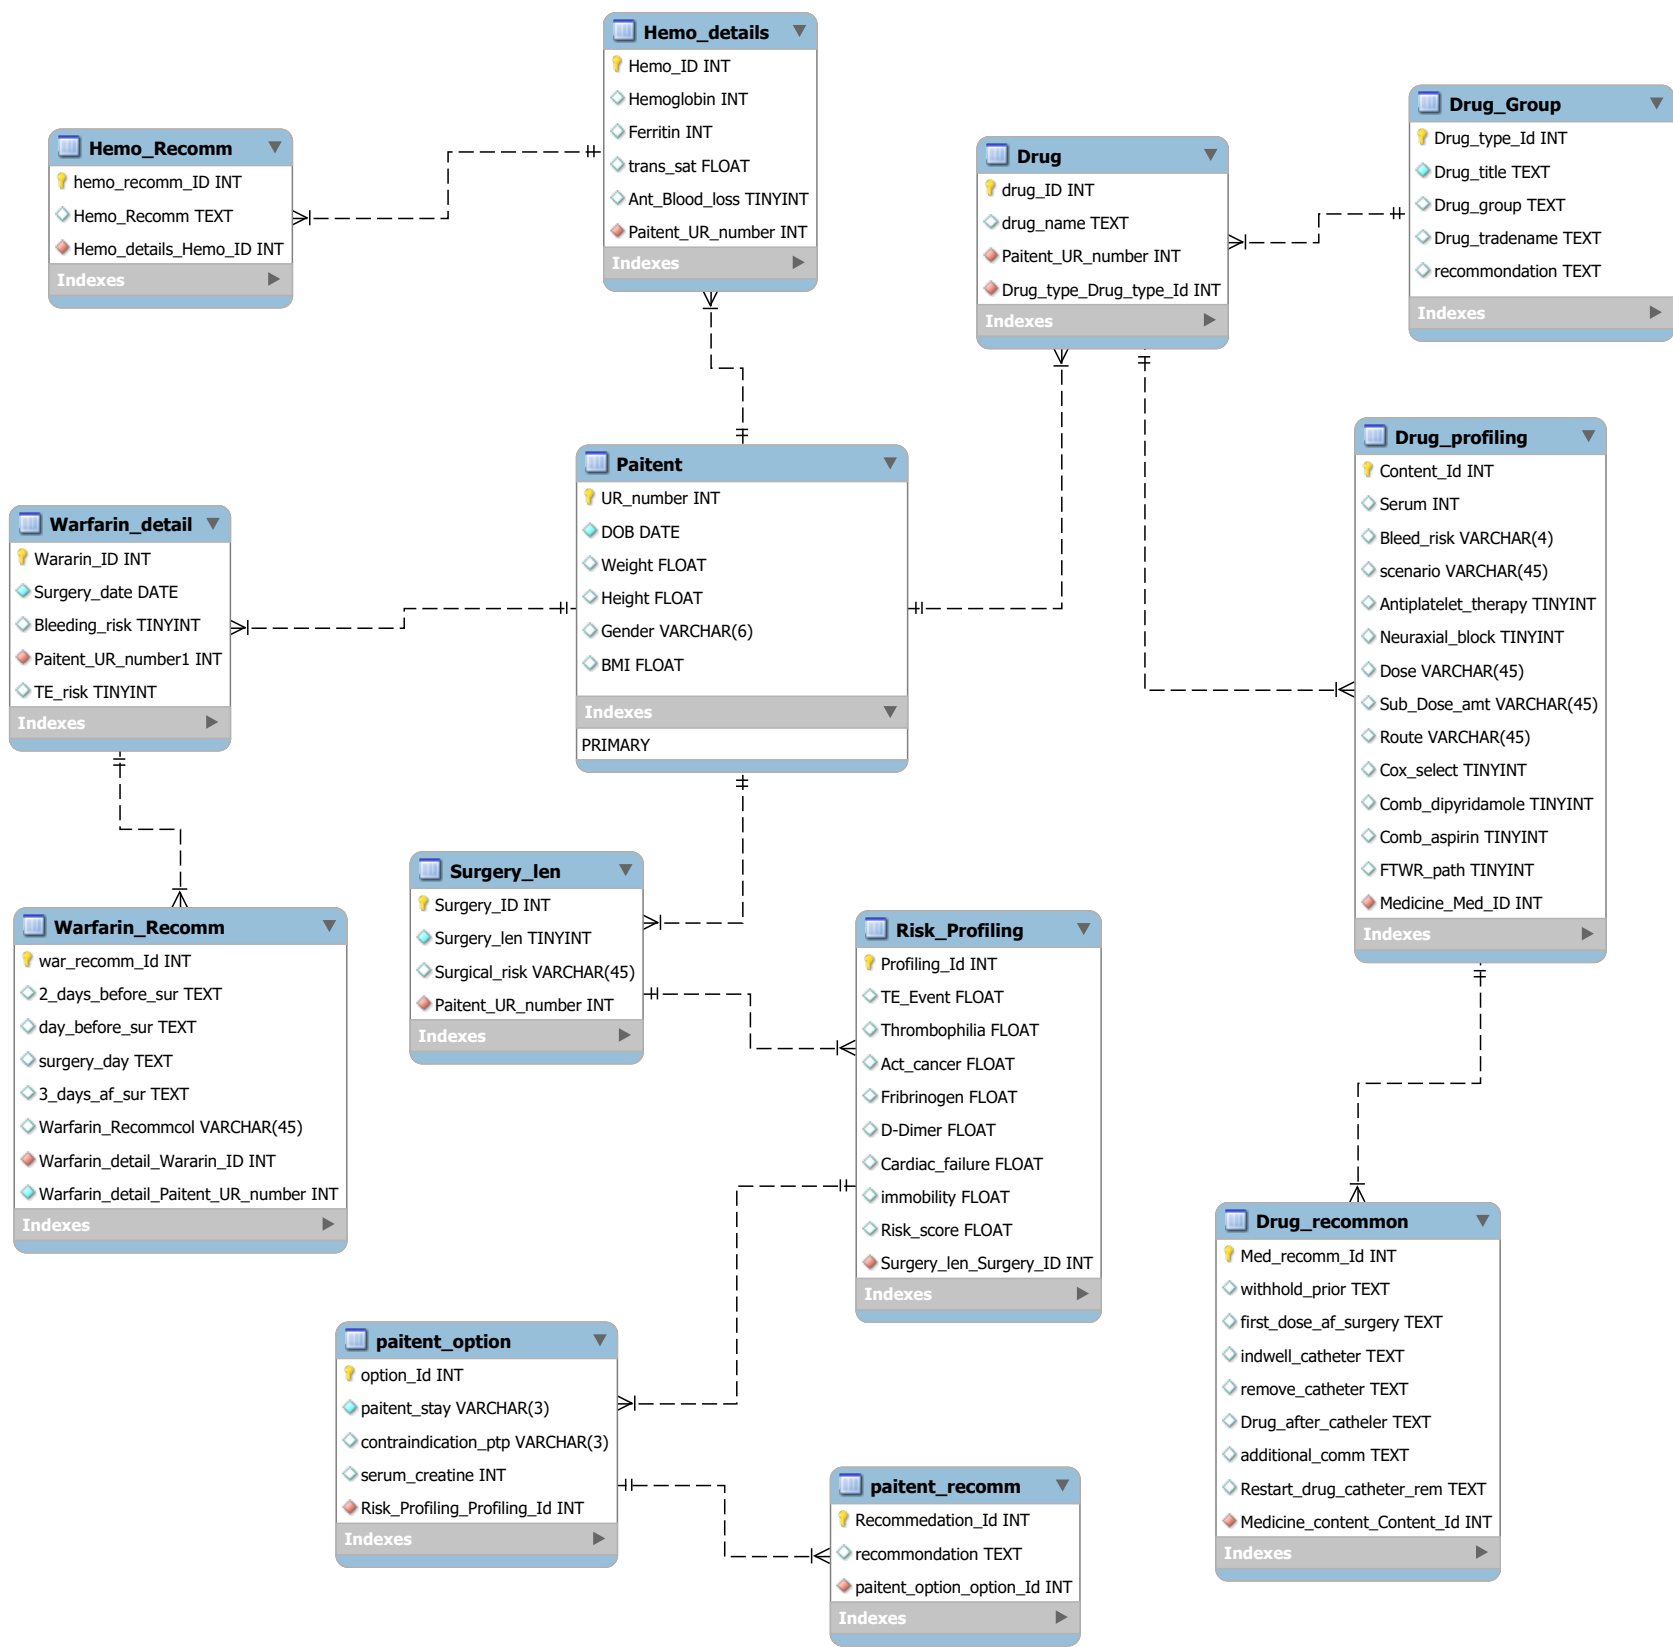 Hemo_details
Hemo_ID INT
Hemoglobin INT
Ferritin INT
trans_sat FLOAT
Ant_Blood_loss TINYINT
Paitent_UR_number INT
Indexes
Drug_Group
Drug_type_Id INT
Drug_title TEXT
Drug_group TEXT
Drug_tradename TEXT
recommondation TEXT
Indexes
Hemo_Recomm
hemo_recomm_ID INT
Hemo_Recomm TEXT
Hemo_details_Hemo_ID INT
Indexes
Drug
drug_ID INT
drug_name TEXT
Paitent_UR_number INT
Drug_type_Drug_type_Id INT
Indexes
Drug_profiling
Content_Id INT
Serum INT
Bleed_risk VARCHAR(4)
scenario VARCHAR(45)
Antiplatelet_therapy TINYINT
Neuraxial_block TINYINT
Dose VARCHAR(45)
Sub_Dose_amt VARCHAR(45)
Route VARCHAR(45)
Cox_select TINYINT
Comb_dipyridamole TINYINT
Comb_aspirin TINYINT
FTWR_path TINYINT
Medicine_Med_ID INT
Indexes
Paitent
UR_number INT
DOB DATE
Weight FLOAT
Height FLOAT
Gender VARCHAR(6)
BMI FLOAT
Indexes
PRIMARY
Warfarin_detail
Wararin_ID INT
Surgery_date DATE
Bleeding_risk TINYINT
Paitent_UR_number1 INT
TE_risk TINYINT
Indexes
Surgery_len
Surgery_ID INT
Surgery_len TINYINT
Surgical_risk VARCHAR(45)
Paitent_UR_number INT
Indexes
Warfarin_Recomm
war_recomm_Id INT
2_days_before_sur TEXT
day_before_sur TEXT
surgery_day TEXT
3_days_af_sur TEXT
Warfarin_Recommcol VARCHAR(45)
Warfarin_detail_Wararin_ID INT
Warfarin_detail_Paitent_UR_number INT
Indexes
Risk_Profiling
Profiling_Id INT
TE_Event FLOAT
Thrombophilia FLOAT
Act_cancer FLOAT
Fribrinogen FLOAT
D-Dimer FLOAT
Cardiac_failure FLOAT
immobility FLOAT
Risk_score FLOAT
Surgery_len_Surgery_ID INT
Indexes
Drug_recommon
Med_recomm_Id INT
withhold_prior TEXT
first_dose_af_surgery TEXT
indwell_catheter TEXT
remove_catheter TEXT
Drug_after_catheler TEXT
additional_comm TEXT
Restart_drug_catheter_rem TEXT
Medicine_content_Content_Id INT
Indexes
paitent_option
option_Id INT
paitent_stay VARCHAR(3)
contraindication_ptp VARCHAR(3)
serum_creatine INT
Risk_Profiling_Profiling_Id INT
Indexes
paitent_recomm
Recommedation_Id INT
recommondation TEXT
paitent_option_option_Id INT
Indexes